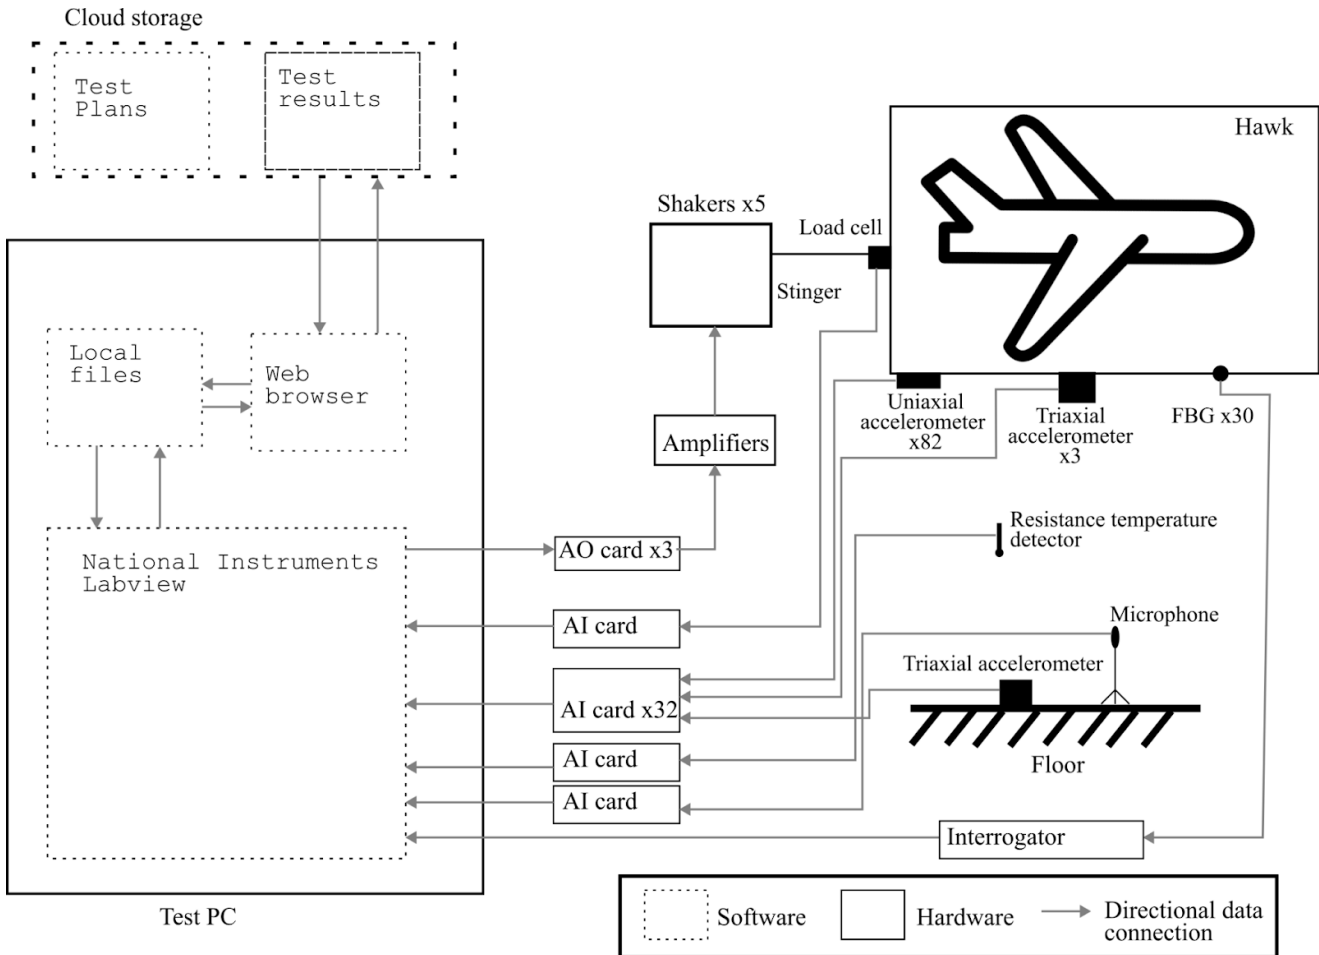 Cloud storage
Test
Plans
Test
results
Hawk
Shakers x5
Load cell
Stinger
Local
files
Web
browser
Uniaxial
accelerometer
x82
Triaxial
accelerometer
x3
FBG x30
Amplifiers
Resistance temperature
detector
National Instruments
Labview
AO card x3
AI card
Microphone
Triaxial accelerometer
AI card x32
AI card
Floor
AI card
Interrogator
Test PC
Software
Hardware
Directional data
connection